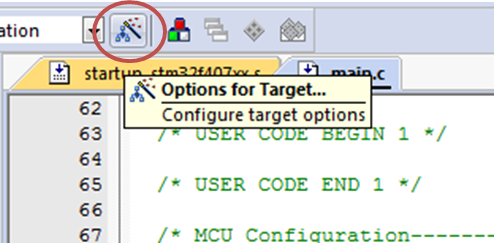 ation
startup_stm32f407xx.s
main.c
Options for Target...
Configure target options
62
63 /* USER CODE BEGIN 1 */
64
65 /* USER CODE END 1 */
66
67 /* MCU Configuration-------